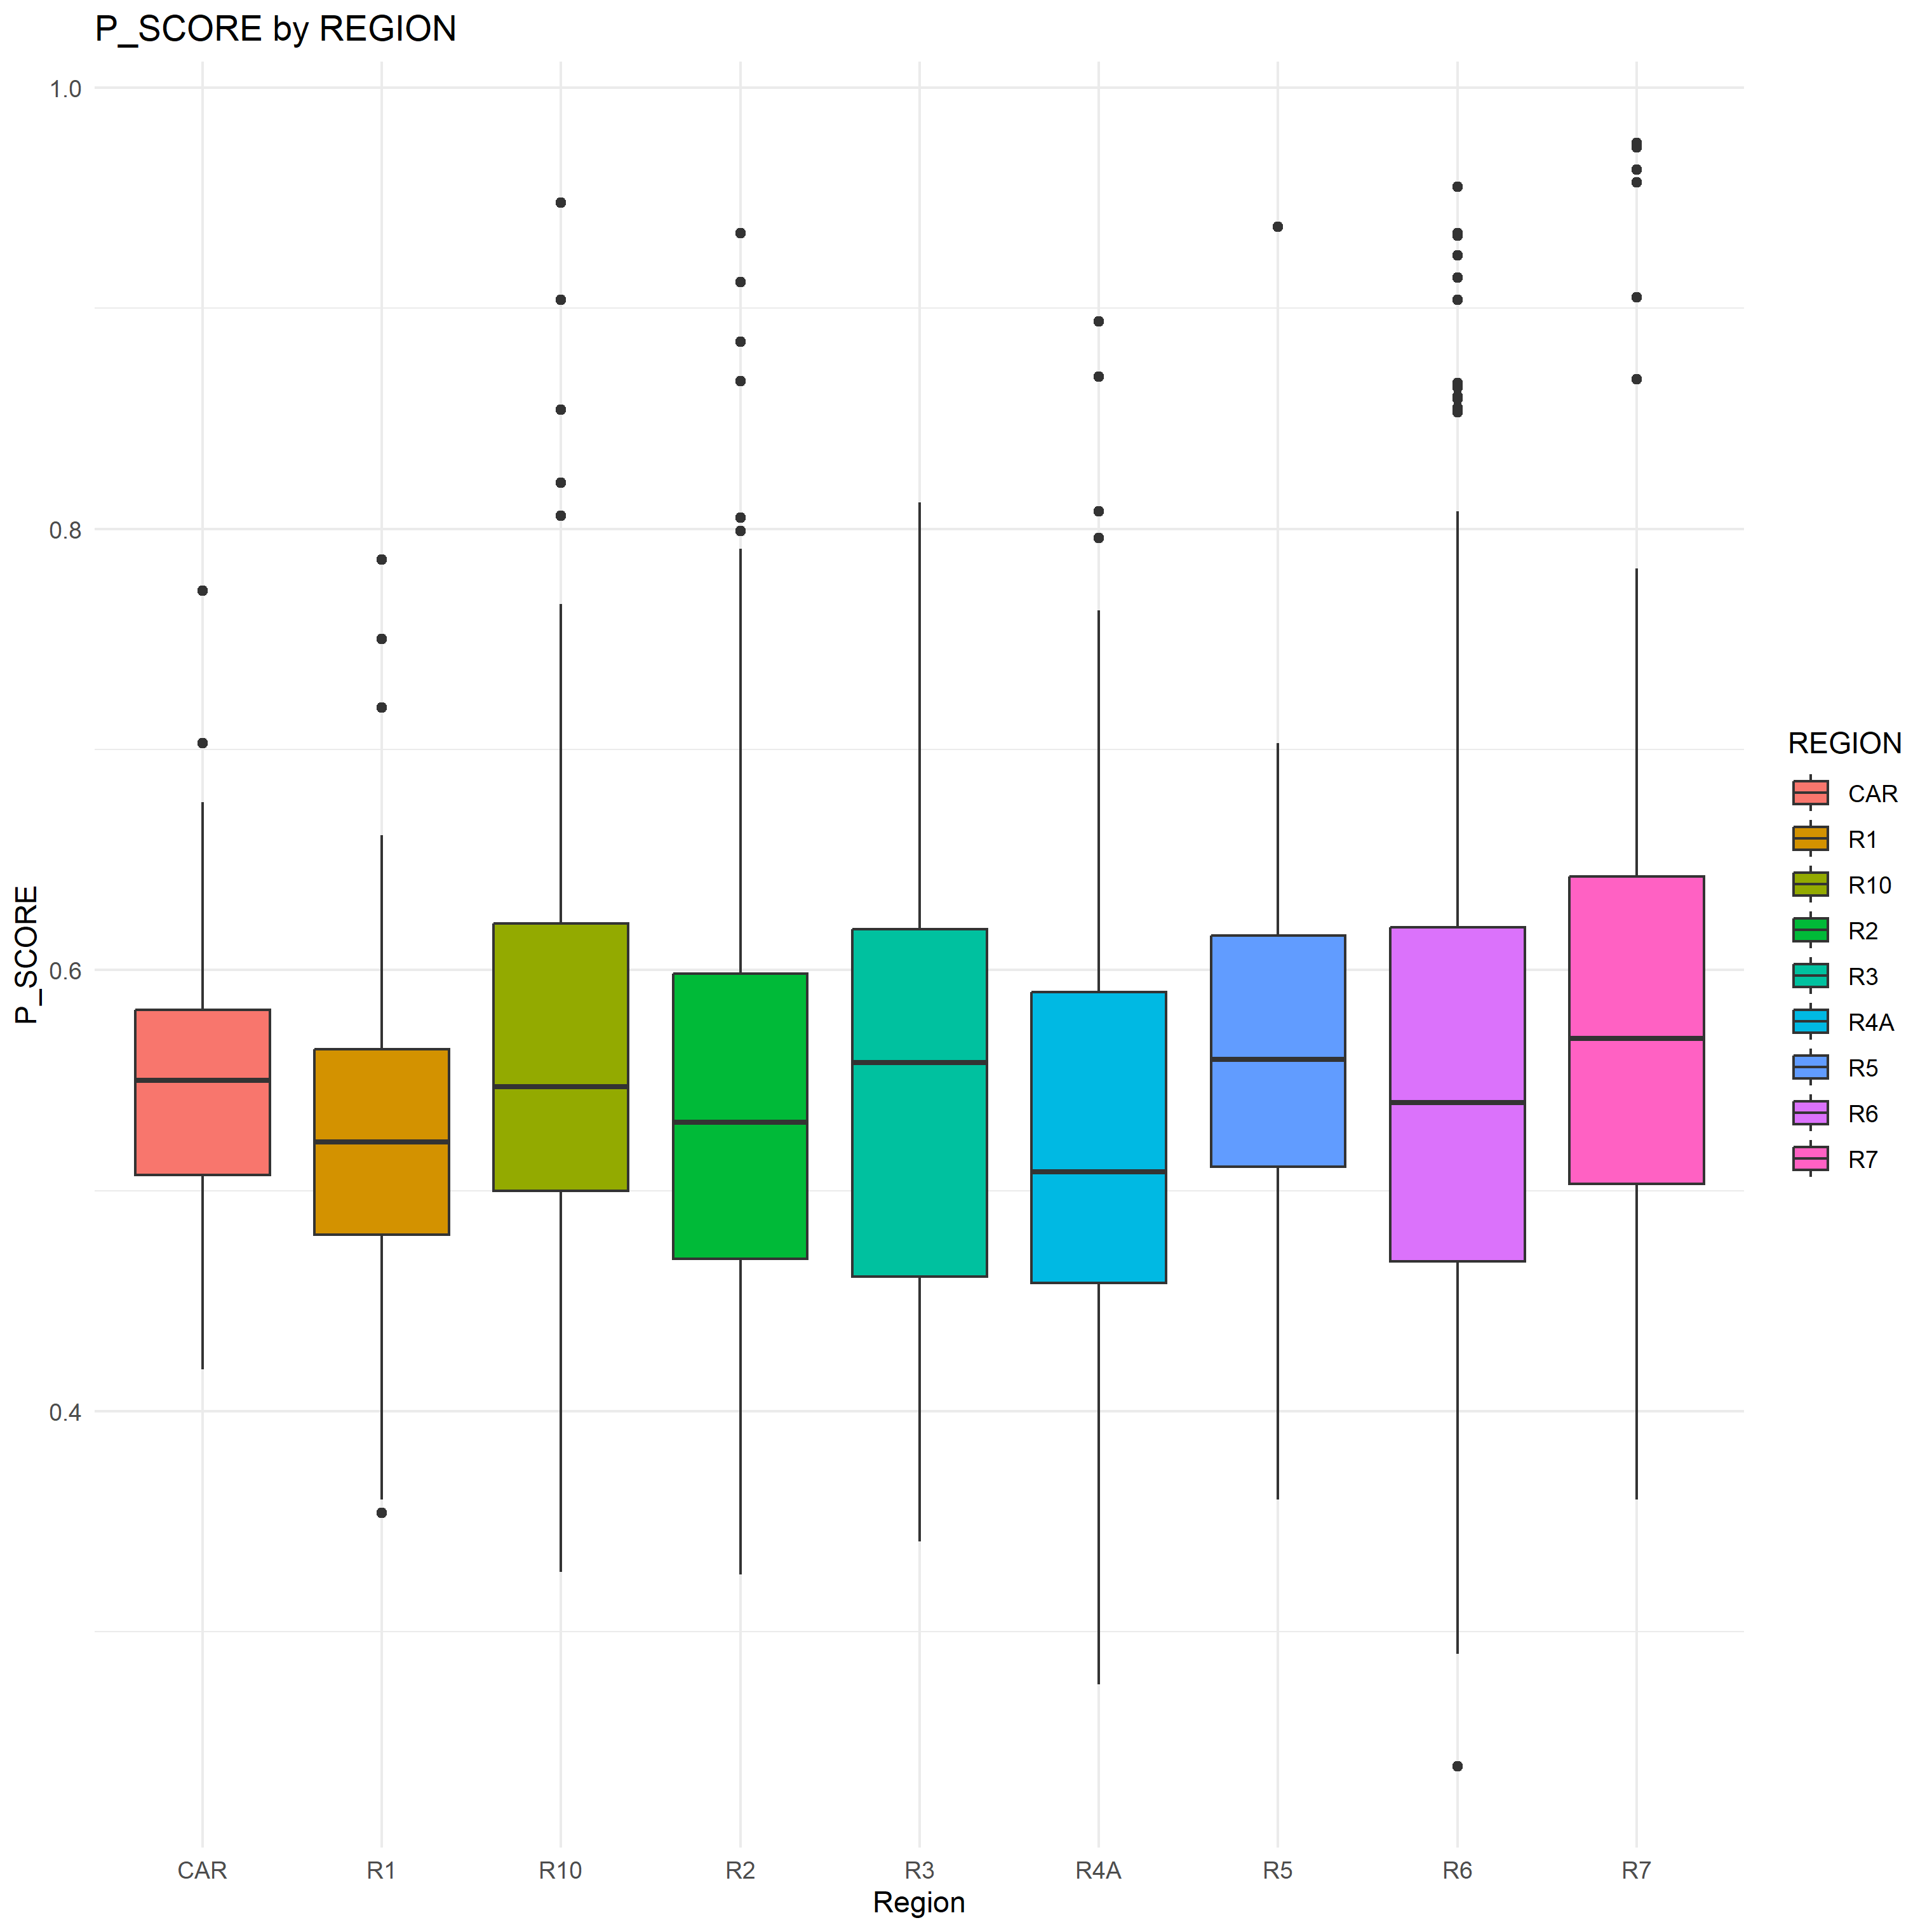 P_SCORE by REGION
1.0
0.8
0.6
0.4
P_SCORE
CAR
R1
R10
R2
R3
R4A
R5
R6
R7
Region
REGION
CAR
R1
R10
R2
R3
R4A
R5
R6
R7